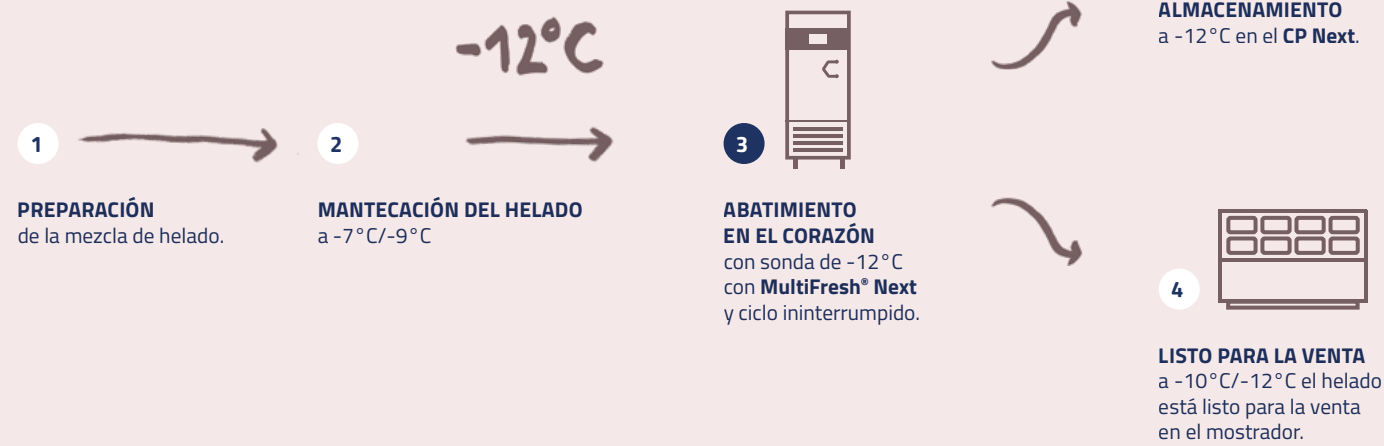 -12°C
1
PREPARACIÓN
de la mezcla de helado.
2
MANTECACIÓN DEL HELADO
a -7°C/-9°C
3
ABATIMIENTO
EN EL CORAZÓN
con sonda de -12°C
con MultiFresh® Next
y ciclo ininterrumpido.
ALMACENAMIENTO
a -12°C en el CP Next.
4
LISTO PARA LA VENTA
a -10°C/-12°C el helado
está listo para la venta
en el mostrador.